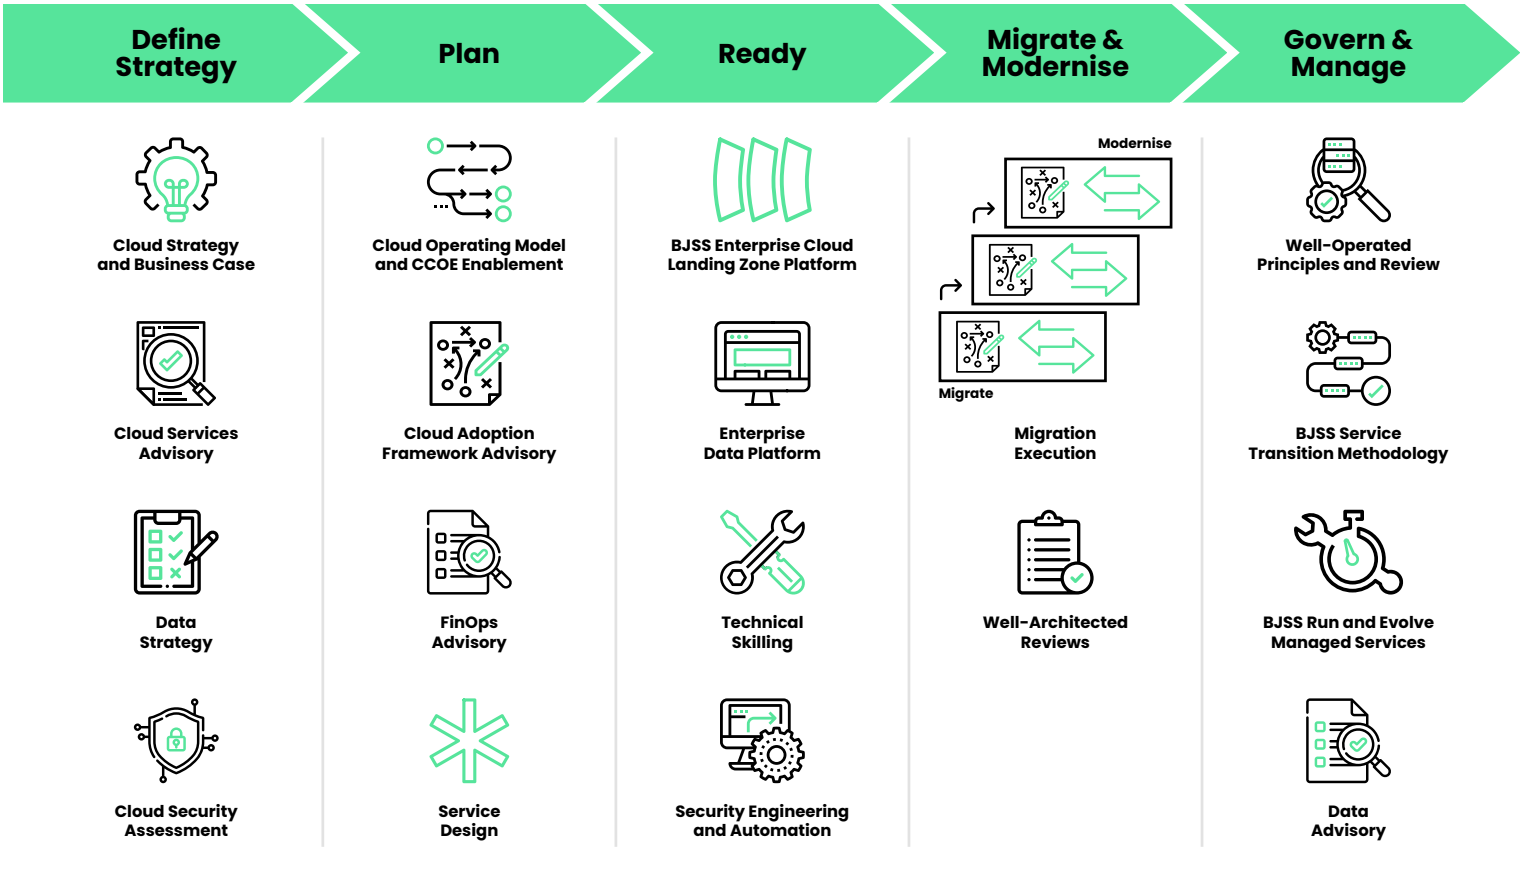 Define
Strategy
Plan
Ready
Migrate &
Modernise
Govern &
Manage
Cloud Strategy
and Business Case
Cloud Services
Advisory
Data
Strategy
Cloud Security
Assessment
Cloud Operating Model
and CCOE Enablement
Cloud Adoption
Framework Advisory
FinOps
Advisory
Service
Design
BJSS Enterprise Cloud
Landing Zone Platform
Enterprise
Data Platform
Technical
Skilling
Security Engineering
and Automation
Modernise
Migrate
Migration
Execution
Well-Architected
Reviews
Well-Operated
Principles and Review
BJSS Service
Transition Methodology
BJSS Run and Evolve
Managed Services
Data
Advisory